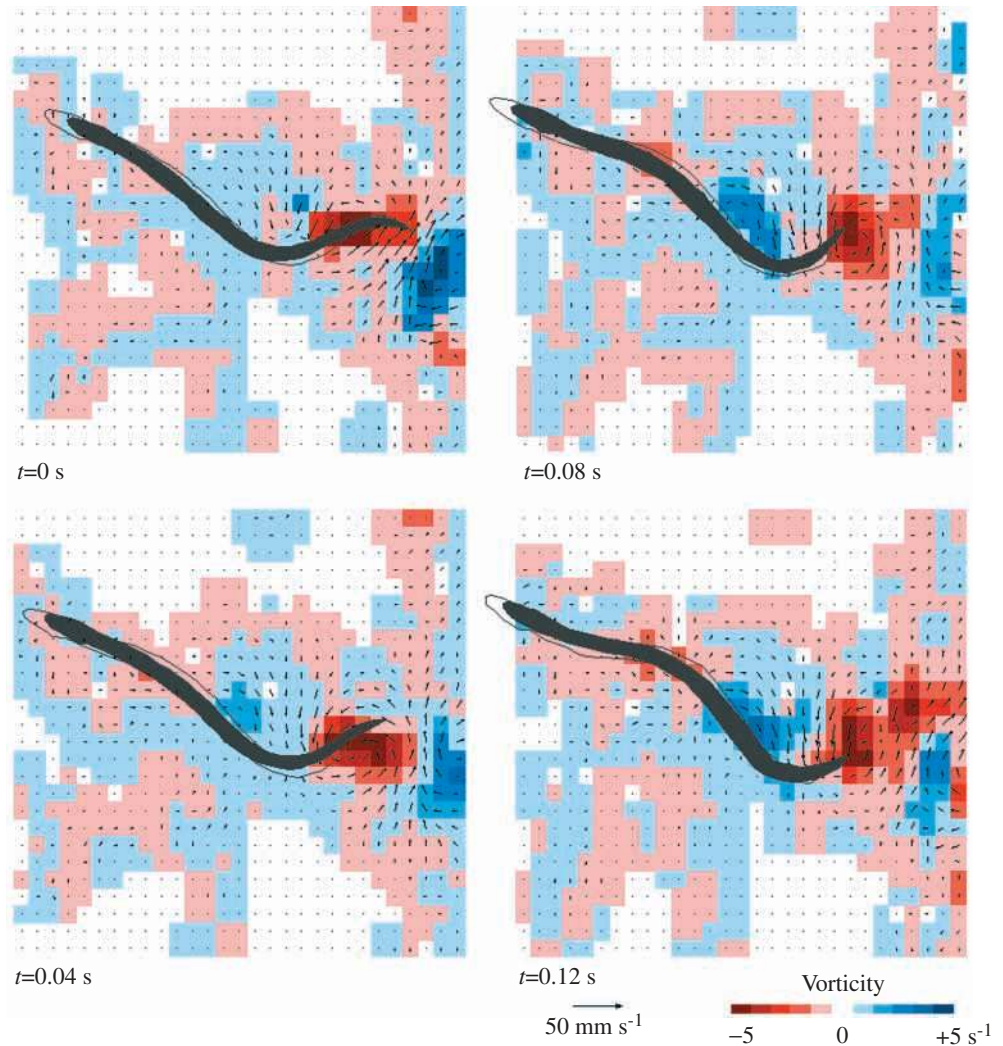 t=0 s
t=0.08 s
t=0.04 s
t=0.12 s
50 mm s⁻¹
Vorticity
−5 0 +5 s⁻¹